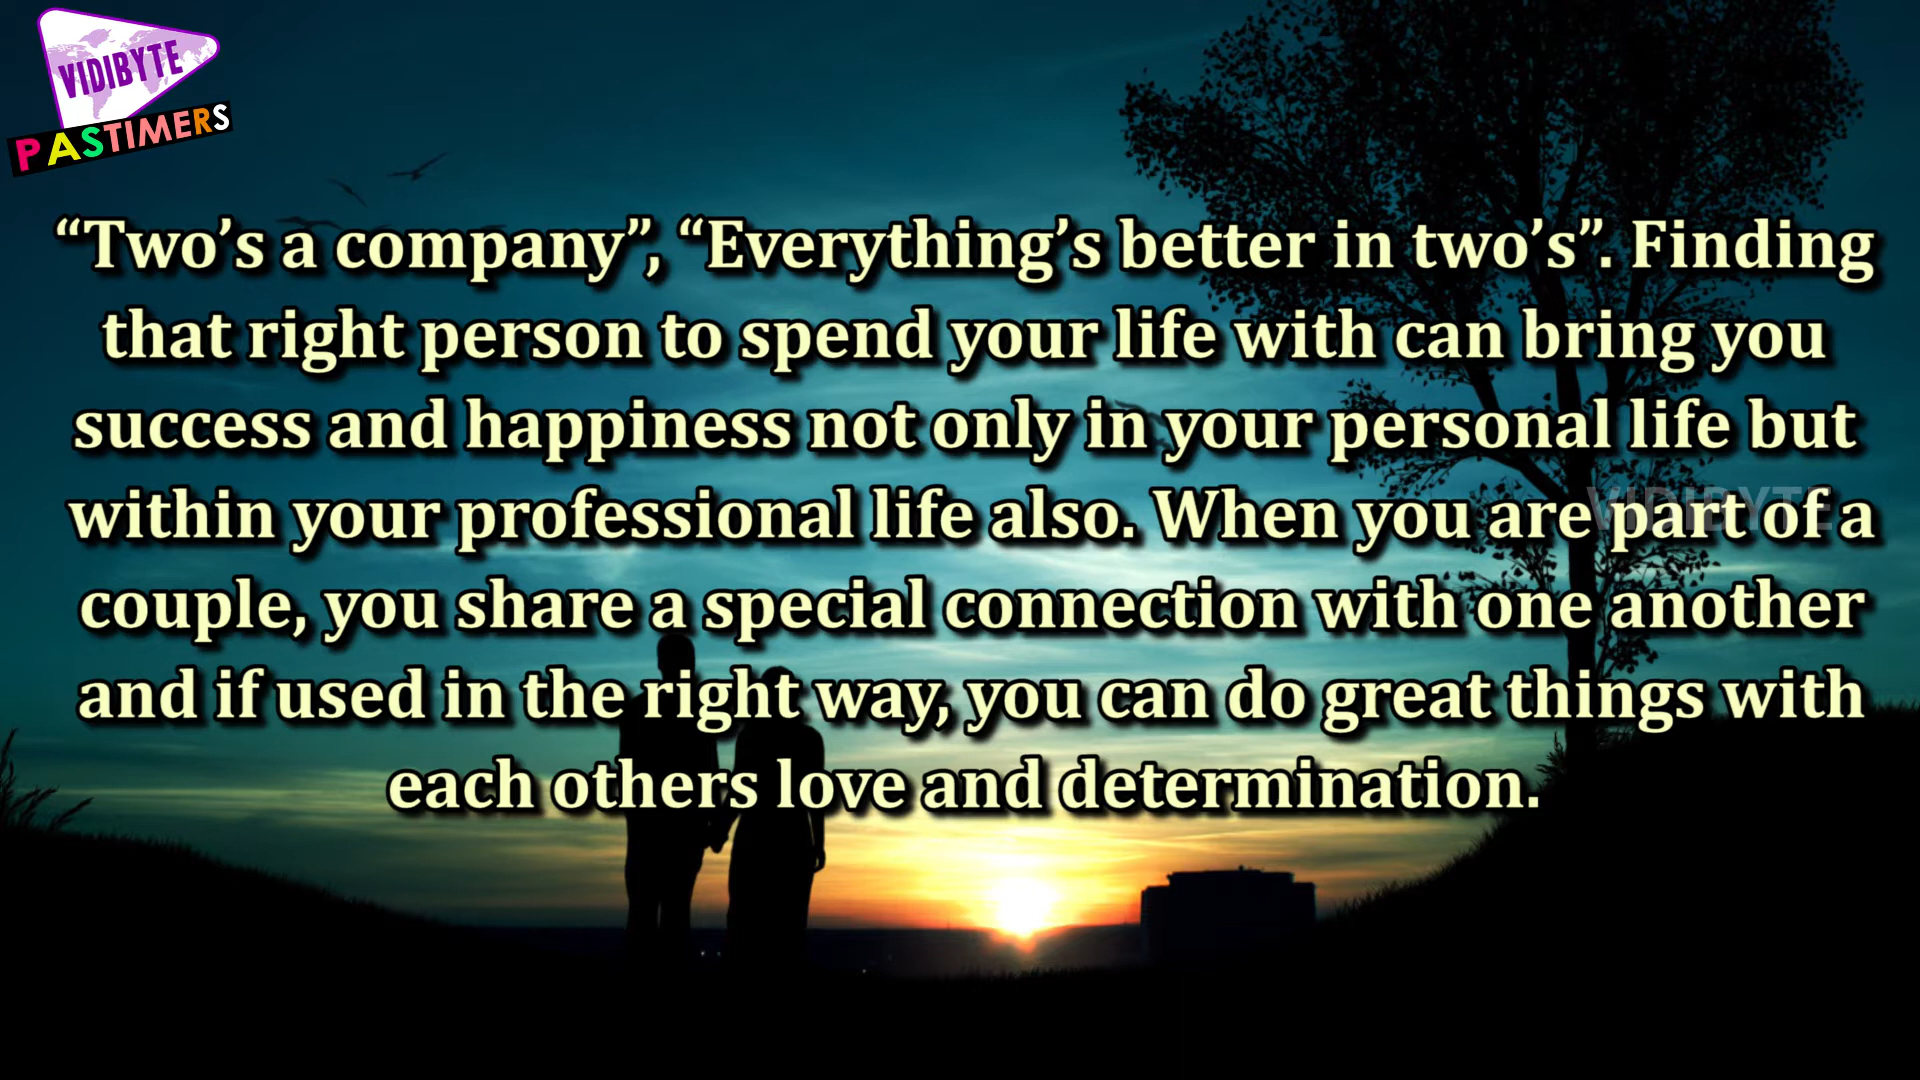 VIDIBYTE
PASTIMERS
“Two’s a company”, “Everything’s better in two’s”. Finding
that right person to spend your life with can bring you
success and happiness not only in your personal life but
within your professional life also. When you are part of a
couple, you share a special connection with one another
and if used in the right way, you can do great things with
each others love and determination.
VIDIBYTE